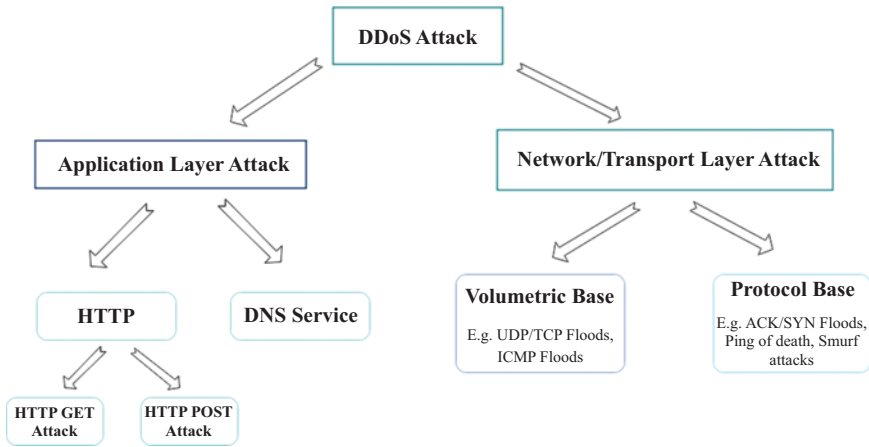 DDoS Attack
Application Layer Attack
Network/Transport Layer Attack
HTTP
DNS Service
Volumetric Base
E.g. UDP/TCP Floods,
ICMP Floods
Protocol Base
E.g. ACK/SYN Floods,
Ping of death, Smurf
attacks
HTTP GET
Attack
HTTP POST
Attack